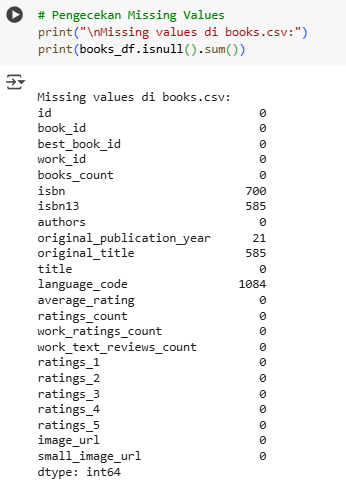 # Pengecekan Missing Values
print("\nMissing values di books.csv:")
print(books_df.isnull().sum())
Missing values di books.csv:
id 0
book_id 0
best_book_id 0
work_id 0
books_count 0
isbn 700
isbn13 585
authors 0
original_publication_year 21
original_title 585
title 0
language_code 1084
average_rating 0
ratings_count 0
work_ratings_count 0
work_text_reviews_count 0
ratings_1 0
ratings_2 0
ratings_3 0
ratings_4 0
ratings_5 0
image_url 0
small_image_url 0
dtype: int64